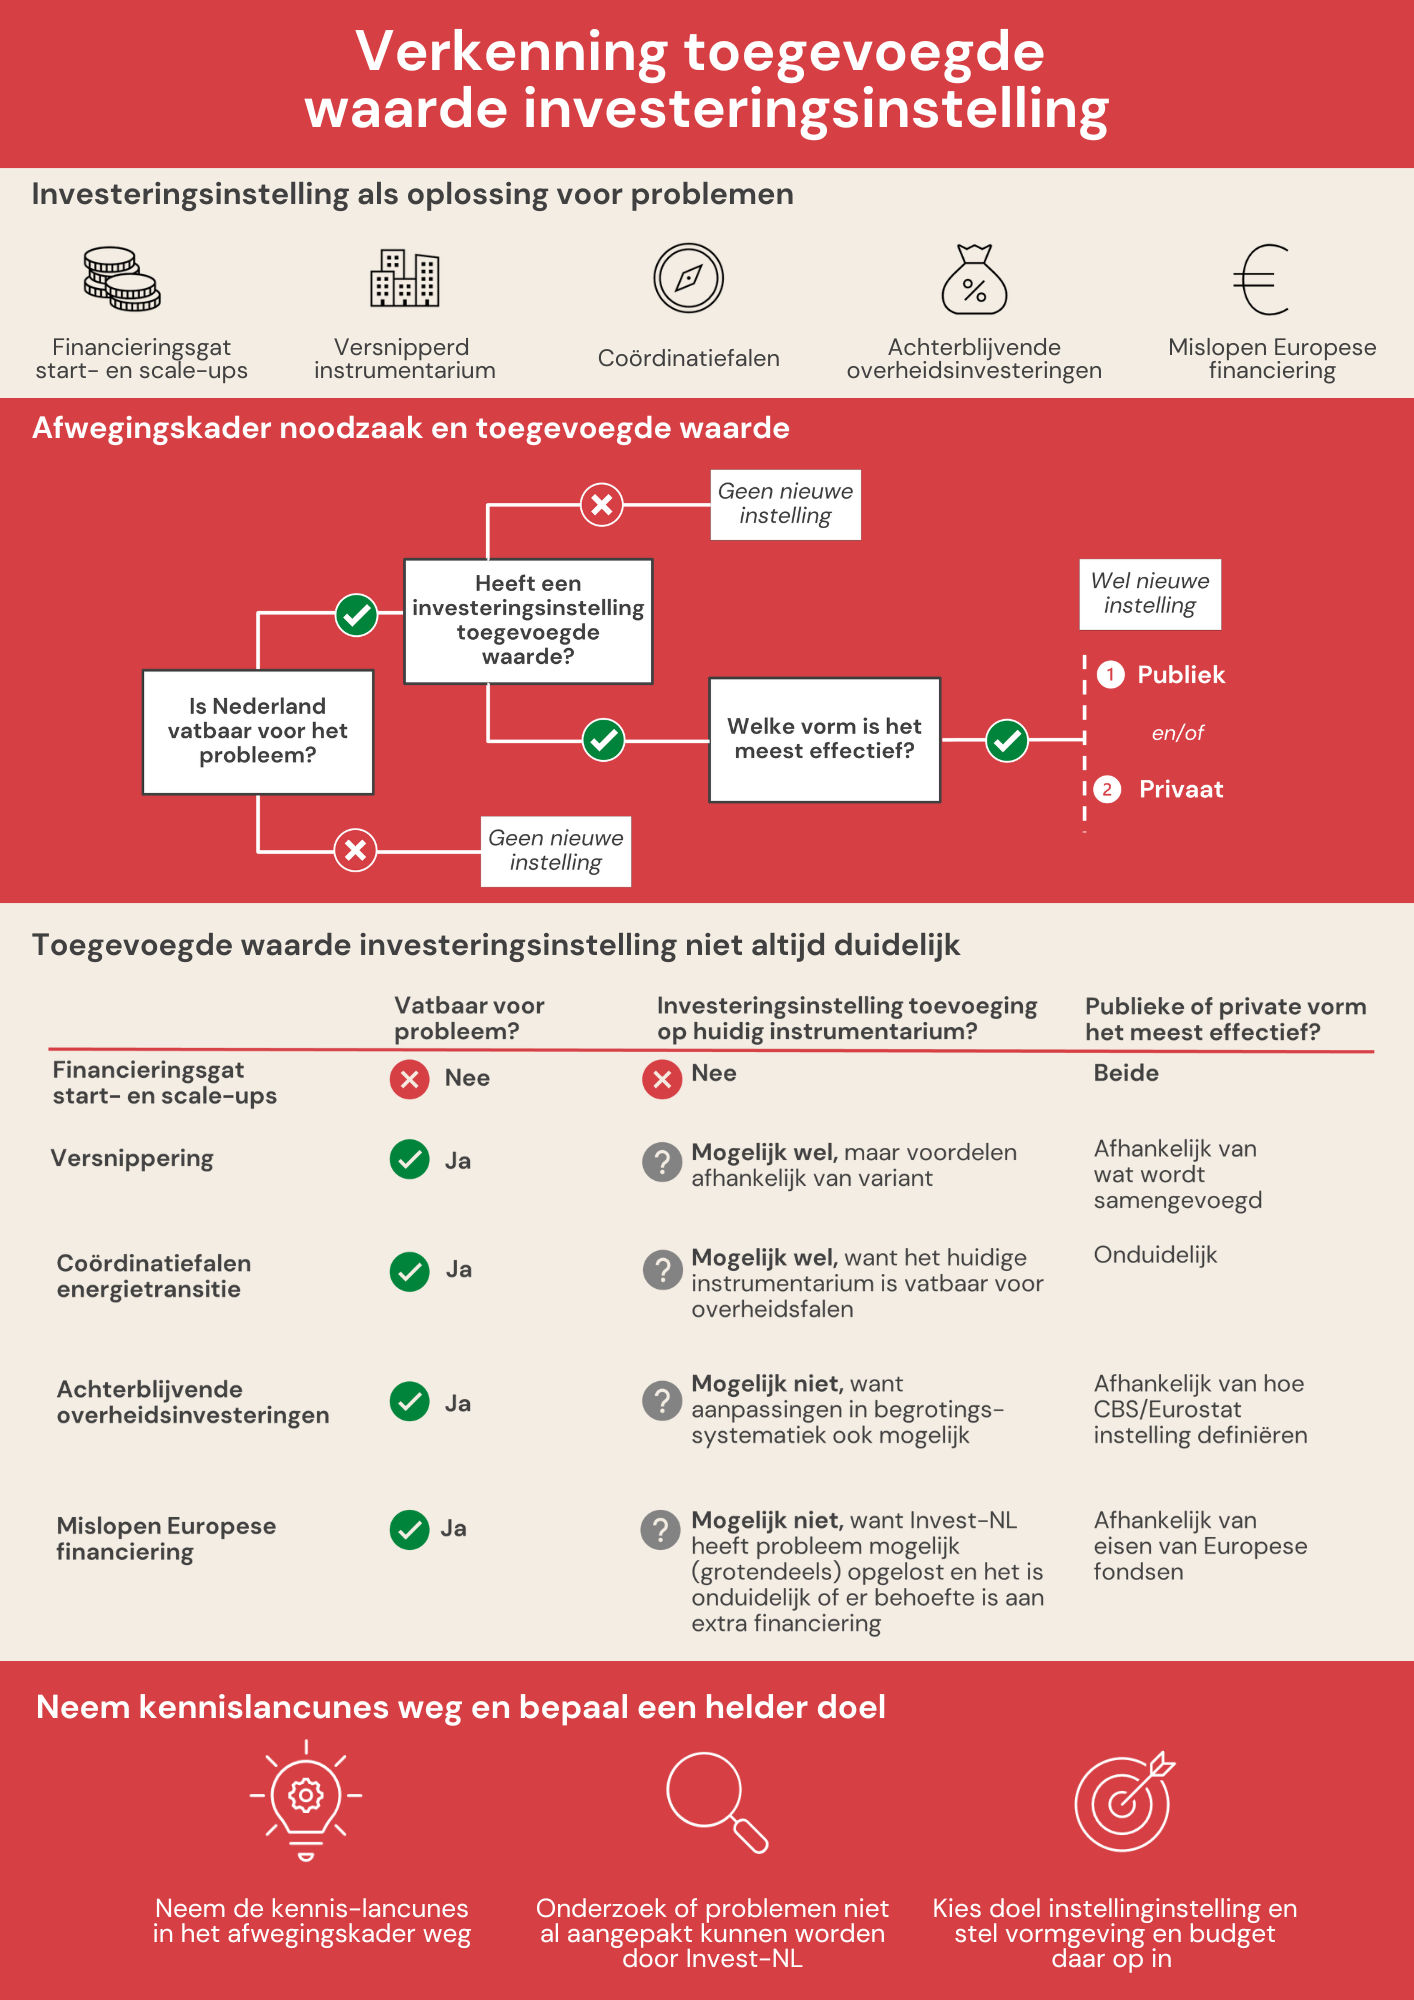 Verkenning toegevoegde
waarde investeringsinstelling
Investeringsinstelling als oplossing voor problemen
Financieringsgat
start- en scale-ups
Versnipperd
instrumentarium
Coördinatiefalen
%
Achterblijvende
overheidsinvesteringen
Mislopen Europese
financiering
Afwegingskader noodzaak en toegevoegde waarde
Geen nieuwe
instelling
Heeft een
investeringsinstelling
toegevoegde
waarde?
Wel nieuwe
instelling
1 Publiek
en/of
2 Privaat
Is Nederland
vatbaar voor het
probleem?
Welke vorm is het
meest effectief?
Geen nieuwe
instelling
Toegevoegde waarde investeringsinstelling niet altijd duidelijk
Vatbaar voor
probleem?
Investeringsinstelling toevoeging
op huidig instrumentarium?
Publieke of private vorm
het meest effectief?
Financieringsgat
start- en scale-ups
Nee
Nee
Beide
Versnippering
Ja
? Mogelijk wel, maar voordelen
afhankelijk van variant
Afhankelijk van
wat wordt
samengevoegd
Coördinatiefalen
energietransitie
Ja
? Mogelijk wel, want het huidige
instrumentarium is vatbaar voor
overheidsfalen
Onduidelijk
Achterblijvende
overheidsinvesteringen
Ja
? Mogelijk niet, want
aanpassingen in begrotings-
systematiek ook mogelijk
Afhankelijk van hoe
CBS/Eurostat
instelling definiëren
Mislopen Europese
financiering
Ja
? Mogelijk niet, want Invest-NL
heeft probleem mogelijk
(grotendeels) opgelost en het is
onduidelijk of er behoefte is aan
extra financiering
Afhankelijk van
eisen van Europese
fondsen
Neem kennislancunes weg en bepaal een helder doel
Neem de kennis-lancunes
in het afwegingskader weg
Onderzoek of problemen niet
al aangepakt kunnen worden
door Invest-NL
Kies doel instellinginstelling en
stel vormgeving en budget
daar op in